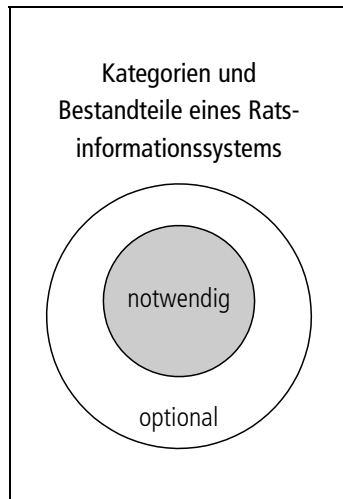 Kategorien und
Bestandteile eines Rats-
informationssystems
notwendig
optional